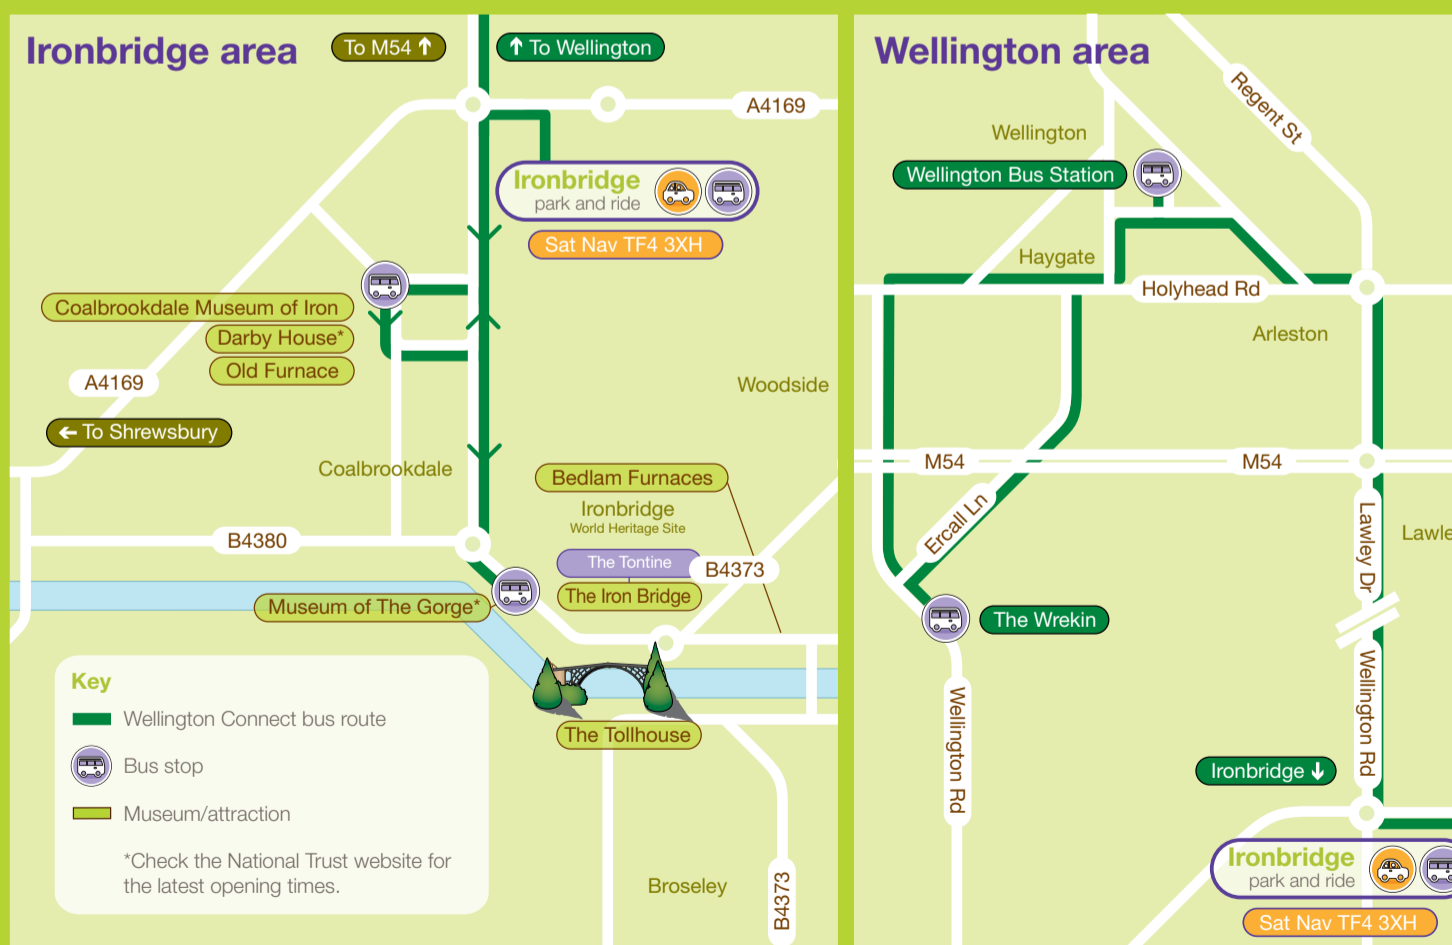 Ironbridge area
To M54 ↑
↑ To Wellington
A4169
Ironbridge
park and ride
Sat Nav TF4 3XH
Coalbrookdale Museum of Iron
Darby House*
Old Furnace
A4169
Woodside
← To Shrewsbury
Coalbrookdale
Bedlam Furnaces
Ironbridge
World Heritage Site
B4380
The Tontine
B4373
The Iron Bridge
Museum of The Gorge*
The Tollhouse
Key
Wellington Connect bus route
Bus stop
Museum/attraction
*Check the National Trust website for
the latest opening times.
Broseley
B4373
Wellington area
Regent St
Wellington
Wellington Bus Station
Haygate
Holyhead Rd
Arleston
M54
M54
Ercall Ln
Lawley Dr
Lawle
The Wrekin
Wellington Rd
Wellington Rd
Ironbridge ↓
Ironbridge
park and ride
Sat Nav TF4 3XH